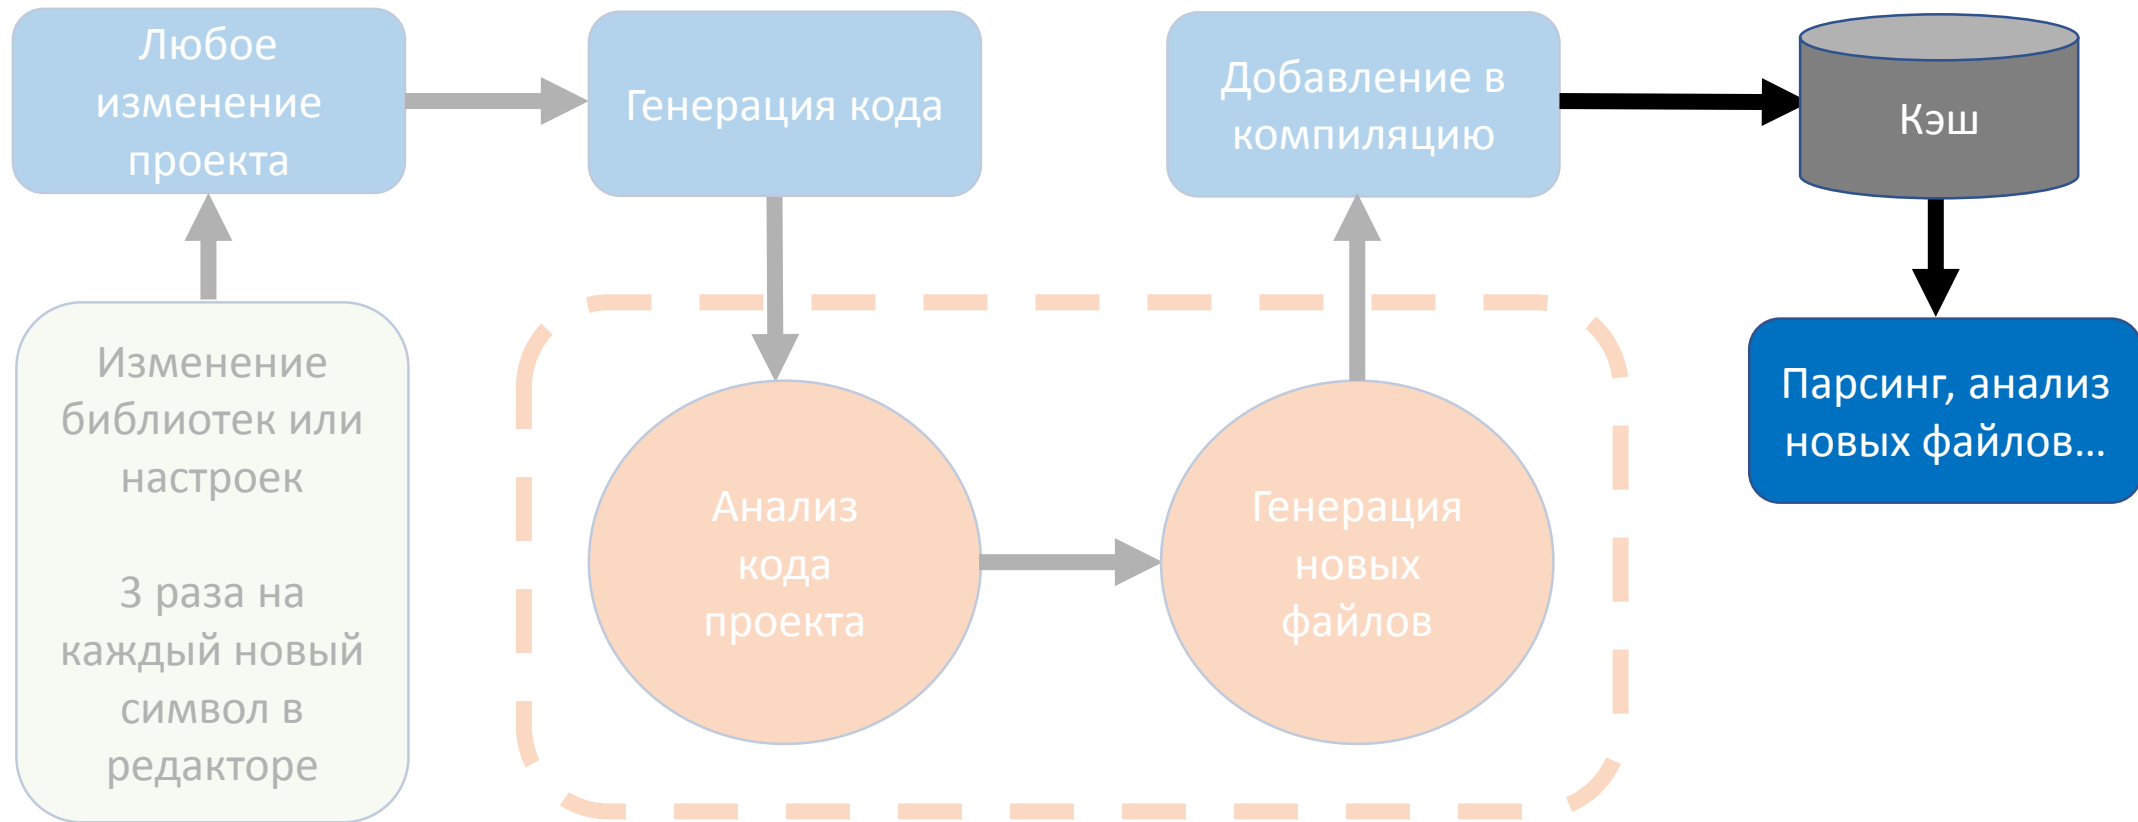 Любое
изменение
проекта
Генерация кода
Добавление в
компиляцию
Кэш
Изменение
библиотек или
настроек
3 раза на
каждый новый
символ в
редакторе
Анализ
кода
проекта
Генерация
новых
файлов
Парсинг, анализ
новых файлов...